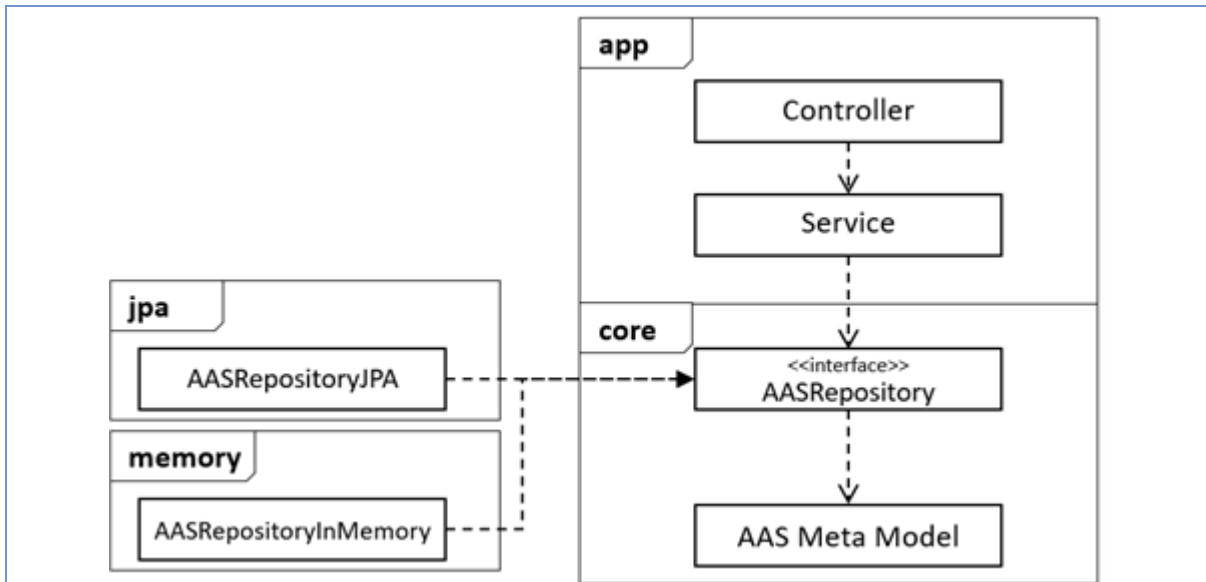 app
Controller
Service
jpa
AASRepositoryJPA
core
<<interface>>
AASRepository
memory
AASRepositoryInMemory
AAS Meta Model